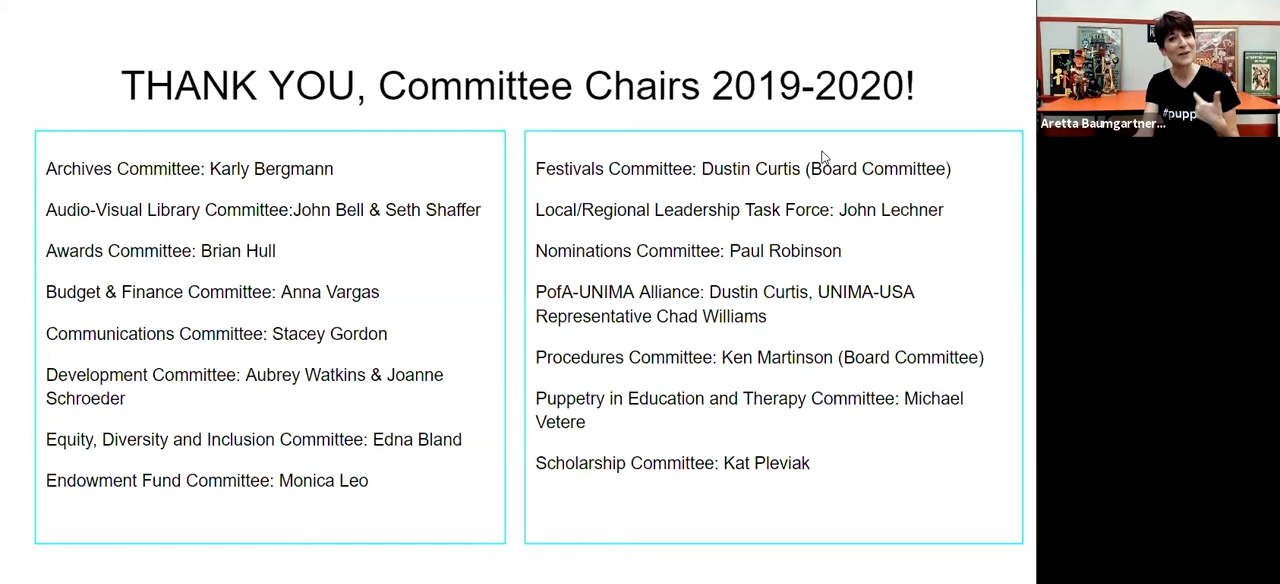 THANK YOU, Committee Chairs 2019-2020!
Archives Committee: Karly Bergmann
Audio-Visual Library Committee:John Bell & Seth Shaffer
Awards Committee: Brian Hull
Budget & Finance Committee: Anna Vargas
Communications Committee: Stacey Gordon
Development Committee: Aubrey Watkins & Joanne
Schroeder
Equity, Diversity and Inclusion Committee: Edna Bland
Endowment Fund Committee: Monica Leo
Festivals Committee: Dustin Curtis (Board Committee)
Local/Regional Leadership Task Force: John Lechner
Nominations Committee: Paul Robinson
PofA-UNIMA Alliance: Dustin Curtis, UNIMA-USA
Representative Chad Williams
Procedures Committee: Ken Martinson (Board Committee)
Puppetry in Education and Therapy Committee: Michael
Vetere
Scholarship Committee: Kat Pleviak
#pupp
Aretta Baumgartner...